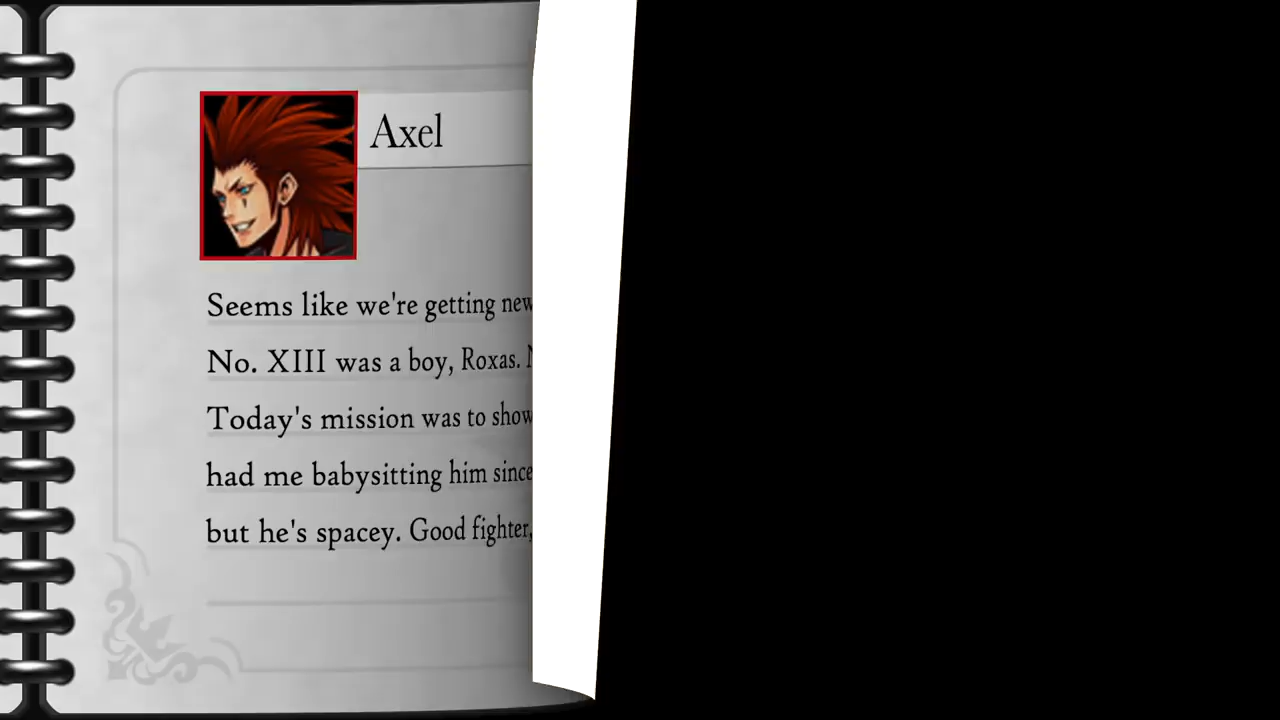 Axel
Seems like we're getting new
No. XIII was a boy, Roxas.
Today's mission was to show
had me babysitting him since
but he's spacey. Good fighter,